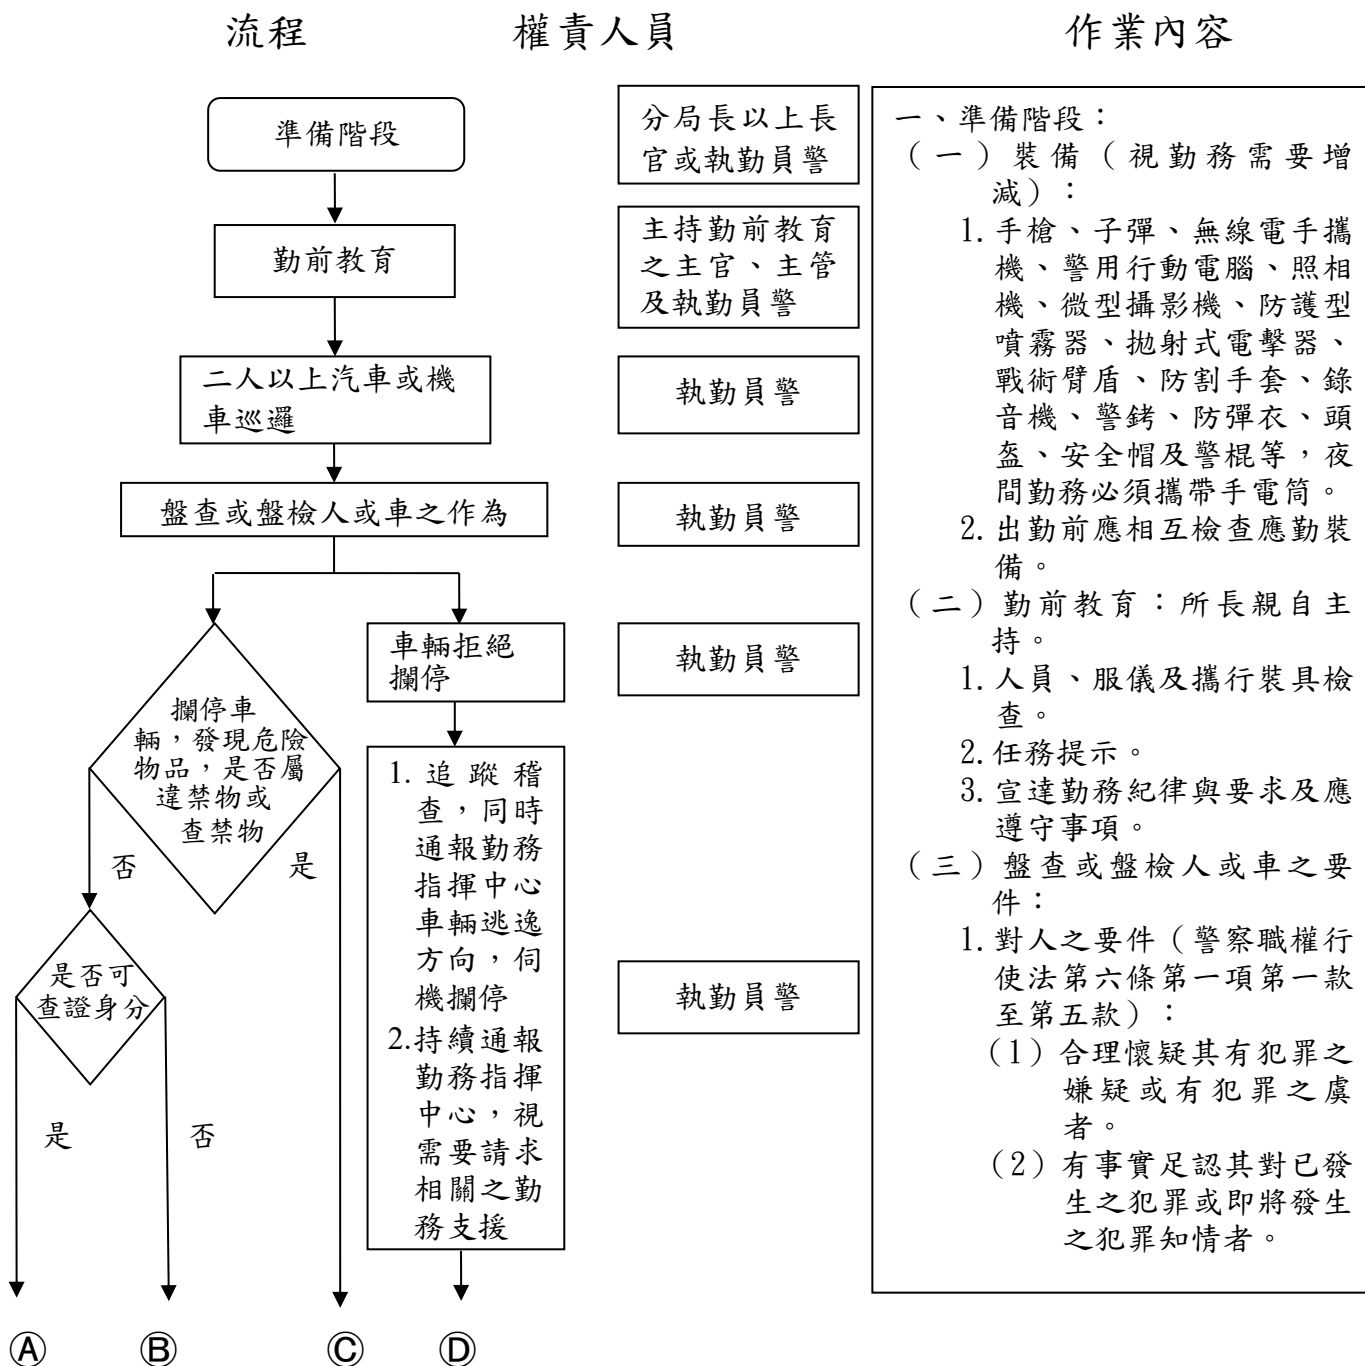 流程
權責人員
作業內容
準備階段
分局長以上長
官或執勤員警
勤前教育
主持勤前教育
之主官、主管
及執勤員警
二人以上汽車或機
車巡邏
執勤員警
盤查或盤檢人或車之作為
執勤員警
攔停車
輛，發現危險
物品，是否屬
違禁物或
查禁物
否
是
車輛拒絕
攔停
執勤員警
是否可
查證身分
是
否
1. 追蹤稽
查，同時
通報勤務
指揮中心
車輛逃逸
方向，伺
機攔停
2.持續通報
勤務指揮
中心，視
需要請求
相關之勤
務支援
執勤員警
Ⓐ
Ⓑ
Ⓒ
Ⓓ
一、準備階段：
（一）裝備（視勤務需要增
減）：
1.手槍、子彈、無線電手攜
機、警用行動電腦、照相
機、微型攝影機、防護型
噴霧器、拋射式電擊器、
戰術臂盾、防割手套、錄
音機、警銬、防彈衣、頭
盔、安全帽及警棍等，夜
間勤務必須攜帶手電筒。
2.出勤前應相互檢查應勤裝
備。
（二）勤前教育：所長親自主
持。
1.人員、服儀及攜行裝具檢
查。
2.任務提示。
3.宣達勤務紀律與要求及應
遵守事項。
（三）盤查或盤檢人或車之要
件：
1.對人之要件（警察職權行
使法第六條第一項第一款
至第五款）：
（1）合理懷疑其有犯罪之
嫌疑或有犯罪之虞
者。
（2）有事實足認其對已發
生之犯罪或即將發生
之犯罪知情者。